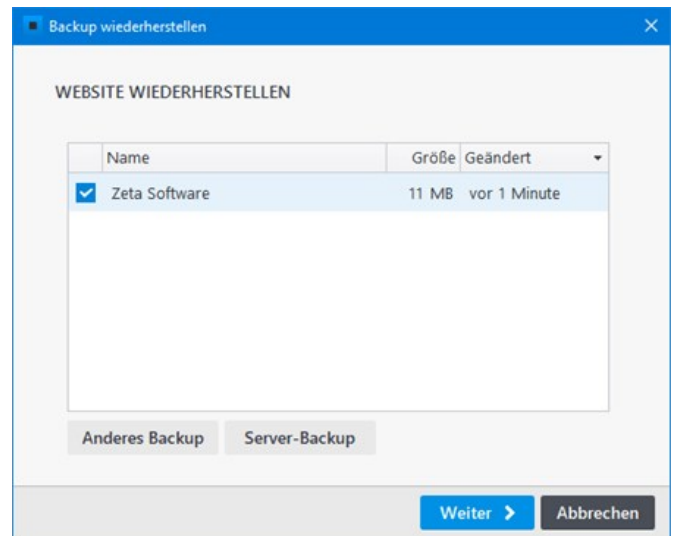 Backup wiederherstellen
WEBSITE WIEDERHERSTELLEN
Name Größe Geändert
Zeta Software 11 MB vor 1 Minute
Anderes Backup Server-Backup
Weiter Abbrechen